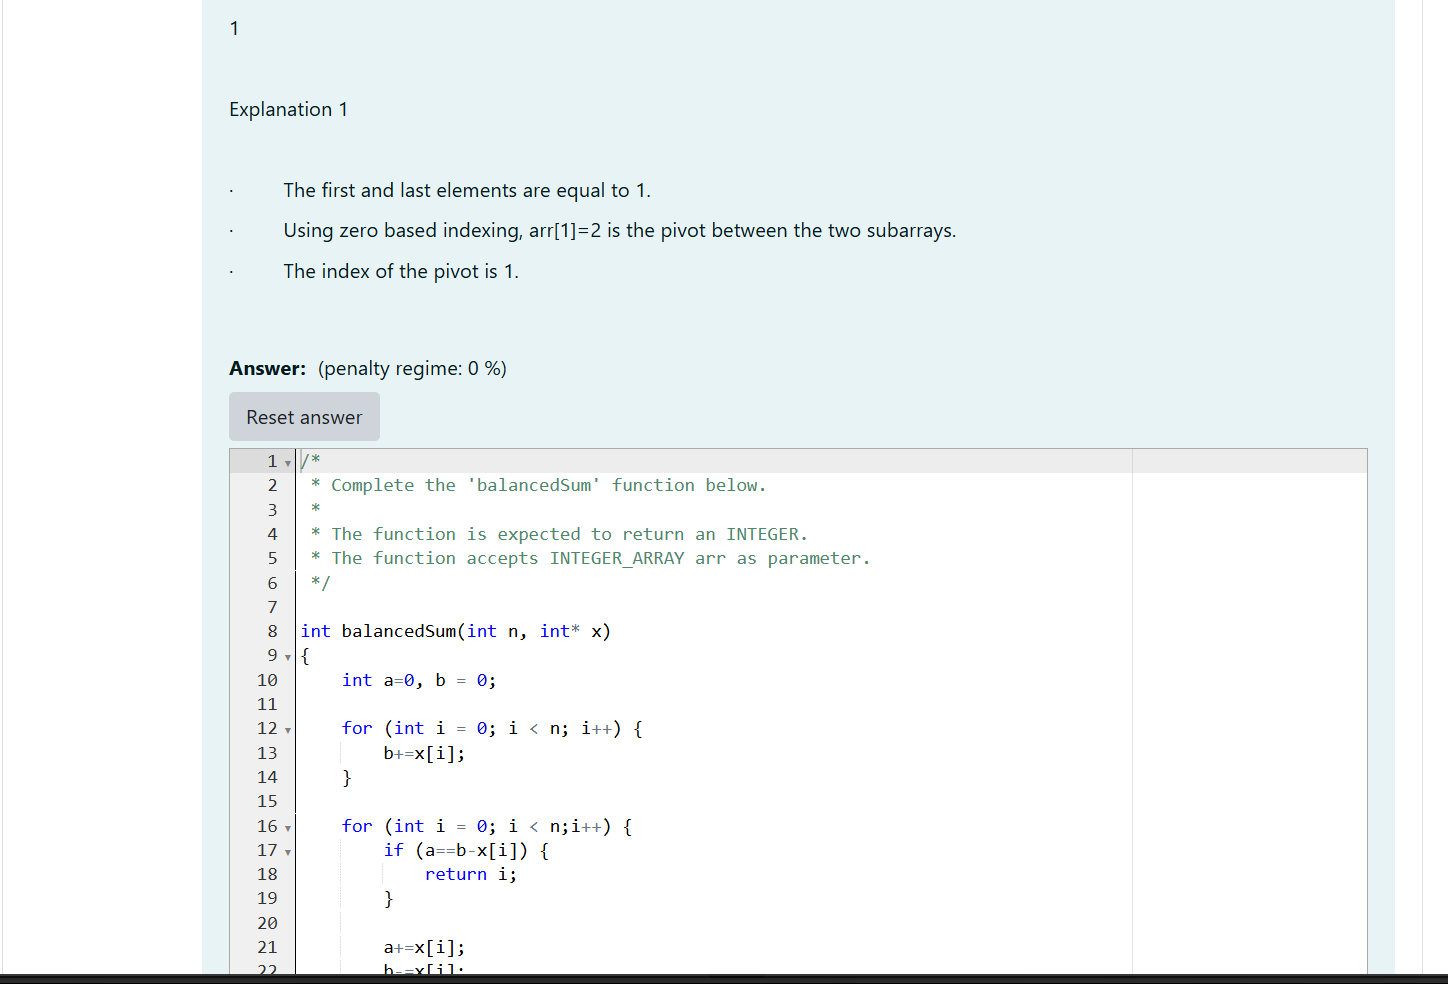 1
Explanation 1
· The first and last elements are equal to 1.
· Using zero based indexing, arr[1]=2 is the pivot between the two subarrays.
· The index of the pivot is 1.
Answer: (penalty regime: 0 %)
Reset answer
1 /*
2 * Complete the 'balancedSum' function below.
3 *
4 * The function is expected to return an INTEGER.
5 * The function accepts INTEGER_ARRAY arr as parameter.
6 */
7
8 int balancedSum(int n, int* x)
9 {
10 int a=0, b = 0;
11
12 for (int i = 0; i < n; i++) {
13 b+=x[i];
14 }
15
16 for (int i = 0; i < n;i++) {
17 if (a==b-x[i]) {
18 return i;
19 }
20
21 a+=x[i];
22 b-=x[i];